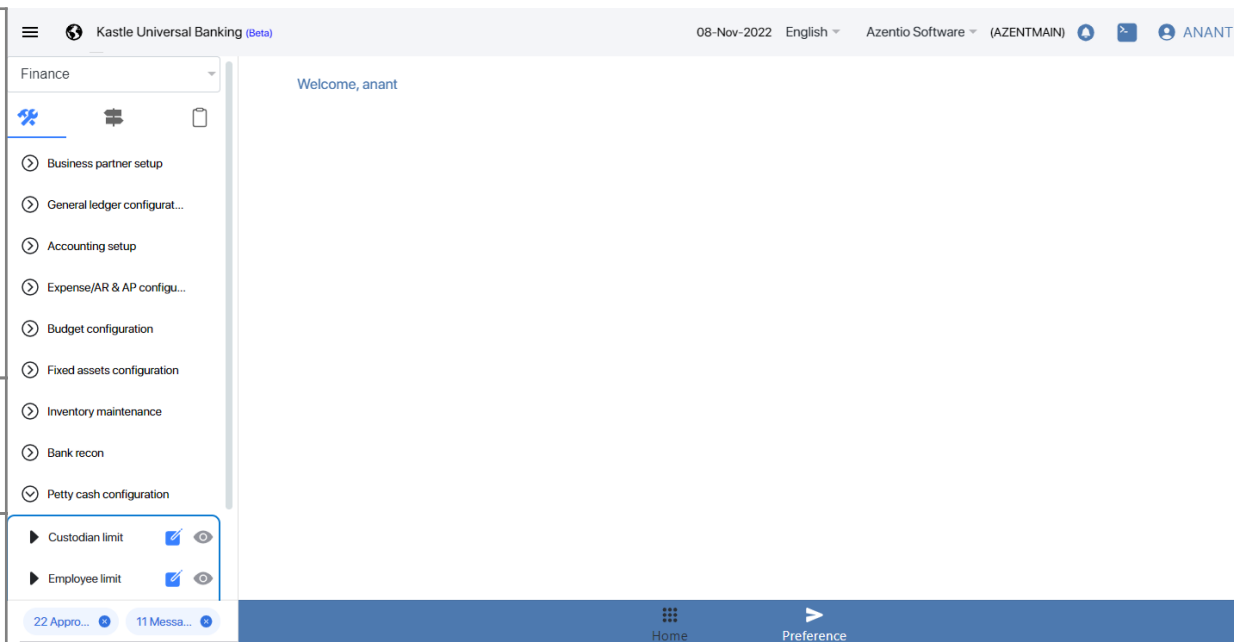 Kastle Universal Banking (Beta)
08-Nov-2022 English Azentio Software (AZENTMAIN) ANANT
Finance
Welcome, anant
Business partner setup
General ledger configurat...
Accounting setup
Expense/AR & AP configu...
Budget configuration
Fixed assets configuration
Inventory maintenance
Bank recon
Petty cash configuration
Custodian limit
Employee limit
22 Appro... 11 Messa...
Home Preference